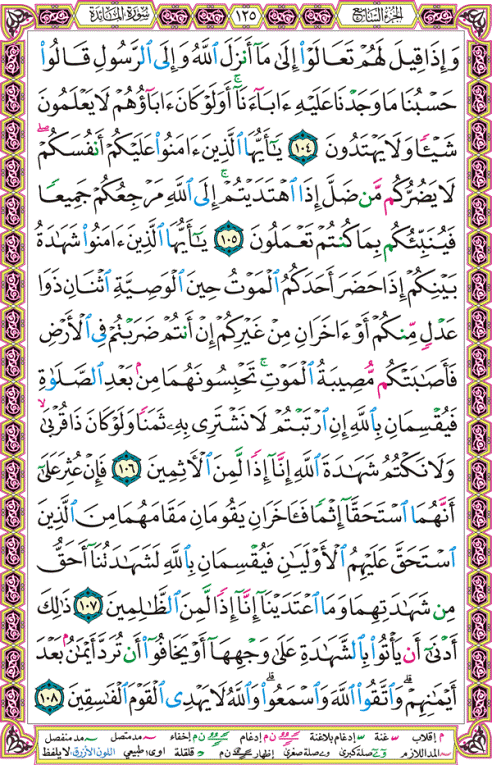 الجزء السابع ١٢٥ سورة المائدة
وَإِذَا قِيلَ لَهُمْ تَعَالَوْا۟ إِلَىٰ مَآ أَنزَلَ ٱللَّهُ وَإِلَى ٱلرَّسُولِ قَالُوا۟
حَسْبُنَا مَا وَجَدْنَا عَلَيْهِ ءَابَآءَنَآ ۚ أَوَلَوْ كَانَ ءَابَآؤُهُمْ لَا يَعْلَمُونَ
شَيْـًٔا وَلَا يَهْتَدُونَ ١٠٤ يَـٰٓأَيُّهَا ٱلَّذِينَ ءَامَنُوا۟ عَلَيْكُمْ أَنفُسَكُمْ ۖ
لَا يَضُرُّكُم مَّن ضَلَّ إِذَا ٱهْتَدَيْتُمْ ۚ إِلَى ٱللَّهِ مَرْجِعُكُمْ جَمِيعًا
فَيُنَبِّئُكُم بِمَا كُنتُمْ تَعْمَلُونَ ١٠٥ يَـٰٓأَيُّهَا ٱلَّذِينَ ءَامَنُوا۟ شَهَـٰدَةُ
بَيْنِكُمْ إِذَا حَضَرَ أَحَدَكُمُ ٱلْمَوْتُ حِينَ ٱلْوَصِيَّةِ ٱثْنَانِ ذَوَا
عَدْلٍ مِّنكُمْ أَوْ ءَاخَرَانِ مِنْ غَيْرِكُمْ إِنْ أَنتُمْ ضَرَبْتُمْ فِى ٱلْأَرْضِ
فَأَصَـٰبَتْكُم مُّصِيبَةُ ٱلْمَوْتِ ۚ تَحْبِسُونَهُمَا مِنۢ بَعْدِ ٱلصَّلَوٰةِ
فَيُقْسِمَانِ بِٱللَّهِ إِنِ ٱرْتَبْتُمْ لَا نَشْتَرِى بِهِۦ ثَمَنًا وَلَوْ كَانَ ذَا قُرْبَىٰ ۙ
وَلَا نَكْتُمُ شَهَـٰدَةَ ٱللَّهِ إِنَّآ إِذًا لَّمِنَ ٱلْـَٔاثِمِينَ ١٠٦ فَإِنْ عُثِرَ عَلَىٰٓ
أَنَّهُمَا ٱسْتَحَقَّآ إِثْمًا فَـَٔاخَرَانِ يَقُومَانِ مَقَامَهُمَا مِنَ ٱلَّذِينَ
ٱسْتَحَقَّ عَلَيْهِمُ ٱلْأَوْلَيَـٰنِ فَيُقْسِمَانِ بِٱللَّهِ لَشَهَـٰدَتُنَآ أَحَقُّ
مِن شَهَـٰدَتِهِمَا وَمَا ٱعْتَدَيْنَآ إِنَّآ إِذًا لَّمِنَ ٱلظَّـٰلِمِينَ ١٠٧ ذَٰلِكَ
أَدْنَىٰٓ أَن يَأْتُوا۟ بِٱلشَّهَـٰدَةِ عَلَىٰ وَجْهِهَآ أَوْ يَخَافُوٓا۟ أَن تُرَدَّ أَيْمَـٰنٌۢ بَعْدَ
أَيْمَـٰنِهِمْ ۗ وَٱتَّقُوا۟ ٱللَّهَ وَٱسْمَعُوا۟ ۗ وَٱللَّهُ لَا يَهْدِى ٱلْقَوْمَ ٱلْفَـٰسِقِينَ ١٠٨
م إقلاب غنة إدغام بلاغنة ن م إدغام ن م إخفاء مد متصل مد منفصل
المد اللازم صلة كبرى صلة صغرى إظهار ن م قلقلة اوى: طبيعي اللون الأزرق: لا يلفظ